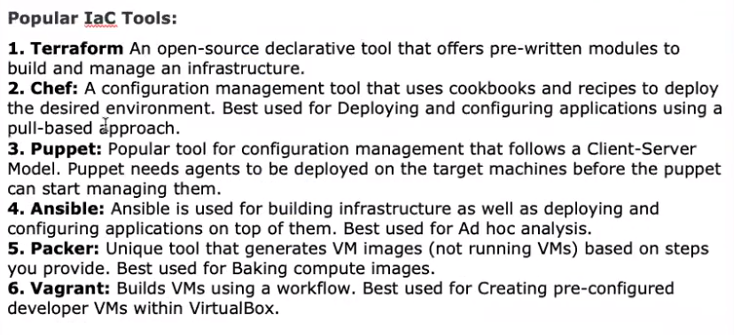 Popular IaC Tools:
1. Terraform An open-source declarative tool that offers pre-written modules to
build and manage an infrastructure.
2. Chef: A configuration management tool that uses cookbooks and recipes to deploy
the desired environment. Best used for Deploying and configuring applications using a
pull-based approach.
3. Puppet: Popular tool for configuration management that follows a Client-Server
Model. Puppet needs agents to be deployed on the target machines before the puppet
can start managing them.
4. Ansible: Ansible is used for building infrastructure as well as deploying and
configuring applications on top of them. Best used for Ad hoc analysis.
5. Packer: Unique tool that generates VM images (not running VMs) based on steps
you provide. Best used for Baking compute images.
6. Vagrant: Builds VMs using a workflow. Best used for Creating pre-configured
developer VMs within VirtualBox.